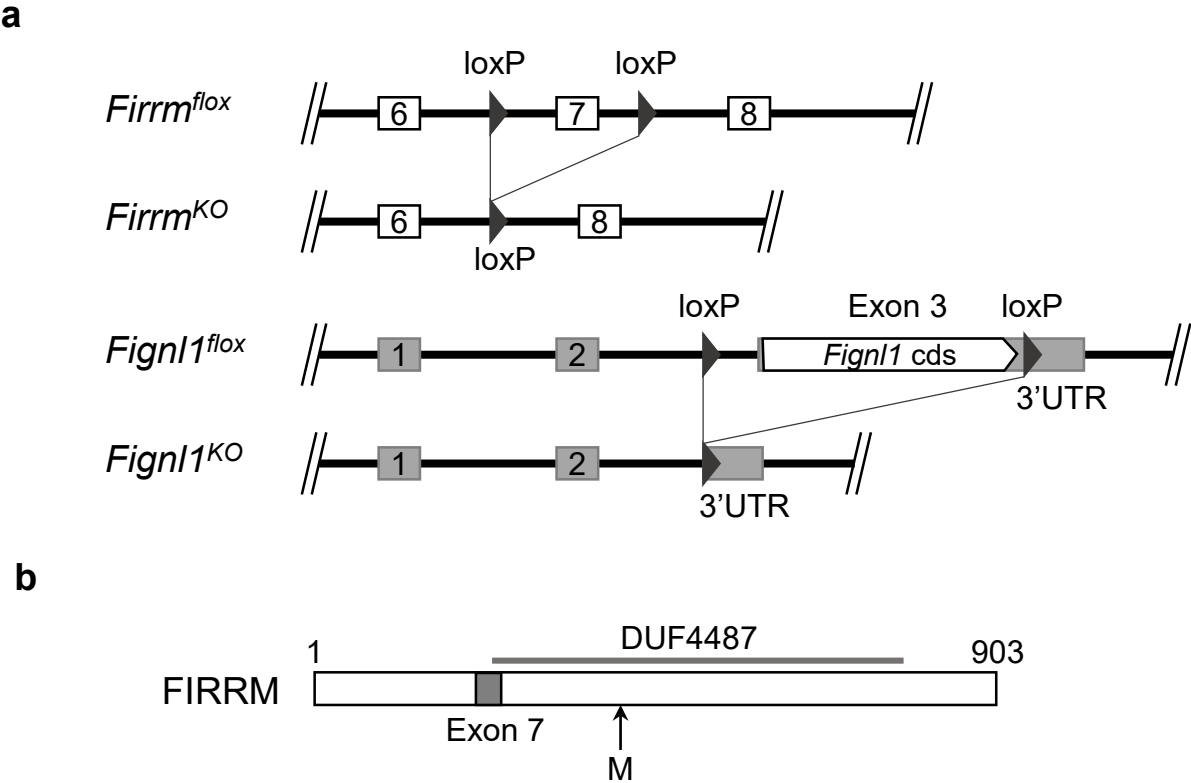 a
loxP loxP
Firrm^flox 6 7 8
Firrm^KO 6 8
loxP
loxP Exon 3 loxP
Fignl1^flox 1 2 Fignl1 cds
3’UTR
Fignl1^KO 1 2
3’UTR
b
DUF4487
1 903
FIRRM
Exon 7
M